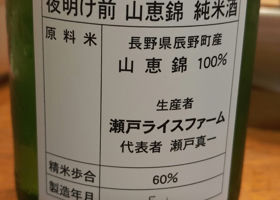 夜明け前 山恵錦 純米酒
原料米
長野県辰野町産
山恵錦 100%
生産者
瀬戸ライスファーム
代表者 瀬戸真一
精米歩合 60%
製造年月